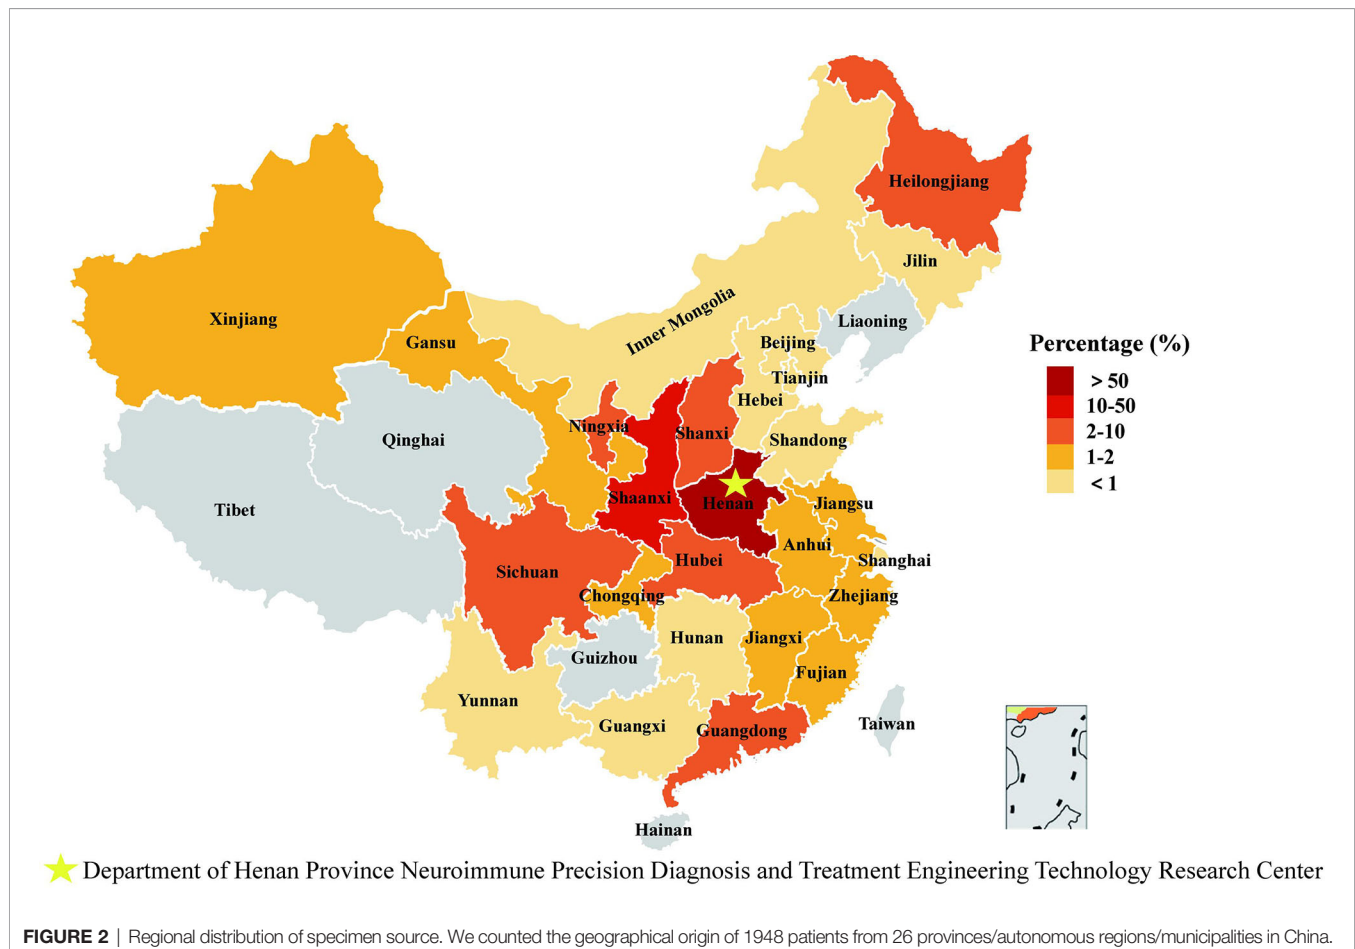 Heilongjiang
Jilin
Inner Mongolia
Liaoning
Xinjiang
Gansu
Beijing
Tianjin
Hebei
Ningxia
Shanxi
Shandong
Qinghai
Shaanxi
Henan
Jiangsu
Tibet
Anhui
Shanghai
Hubei
Sichuan
Chongqing
Zhejiang
Hunan
Jiangxi
Guizhou
Fujian
Yunnan
Guangxi
Guangdong
Taiwan
Hainan
Percentage (%)
> 50
10-50
2-10
1-2
< 1
Department of Henan Province Neuroimmune Precision Diagnosis and Treatment Engineering Technology Research Center
FIGURE 2 | Regional distribution of specimen source. We counted the geographical origin of 1948 patients from 26 provinces/autonomous regions/municipalities in China.